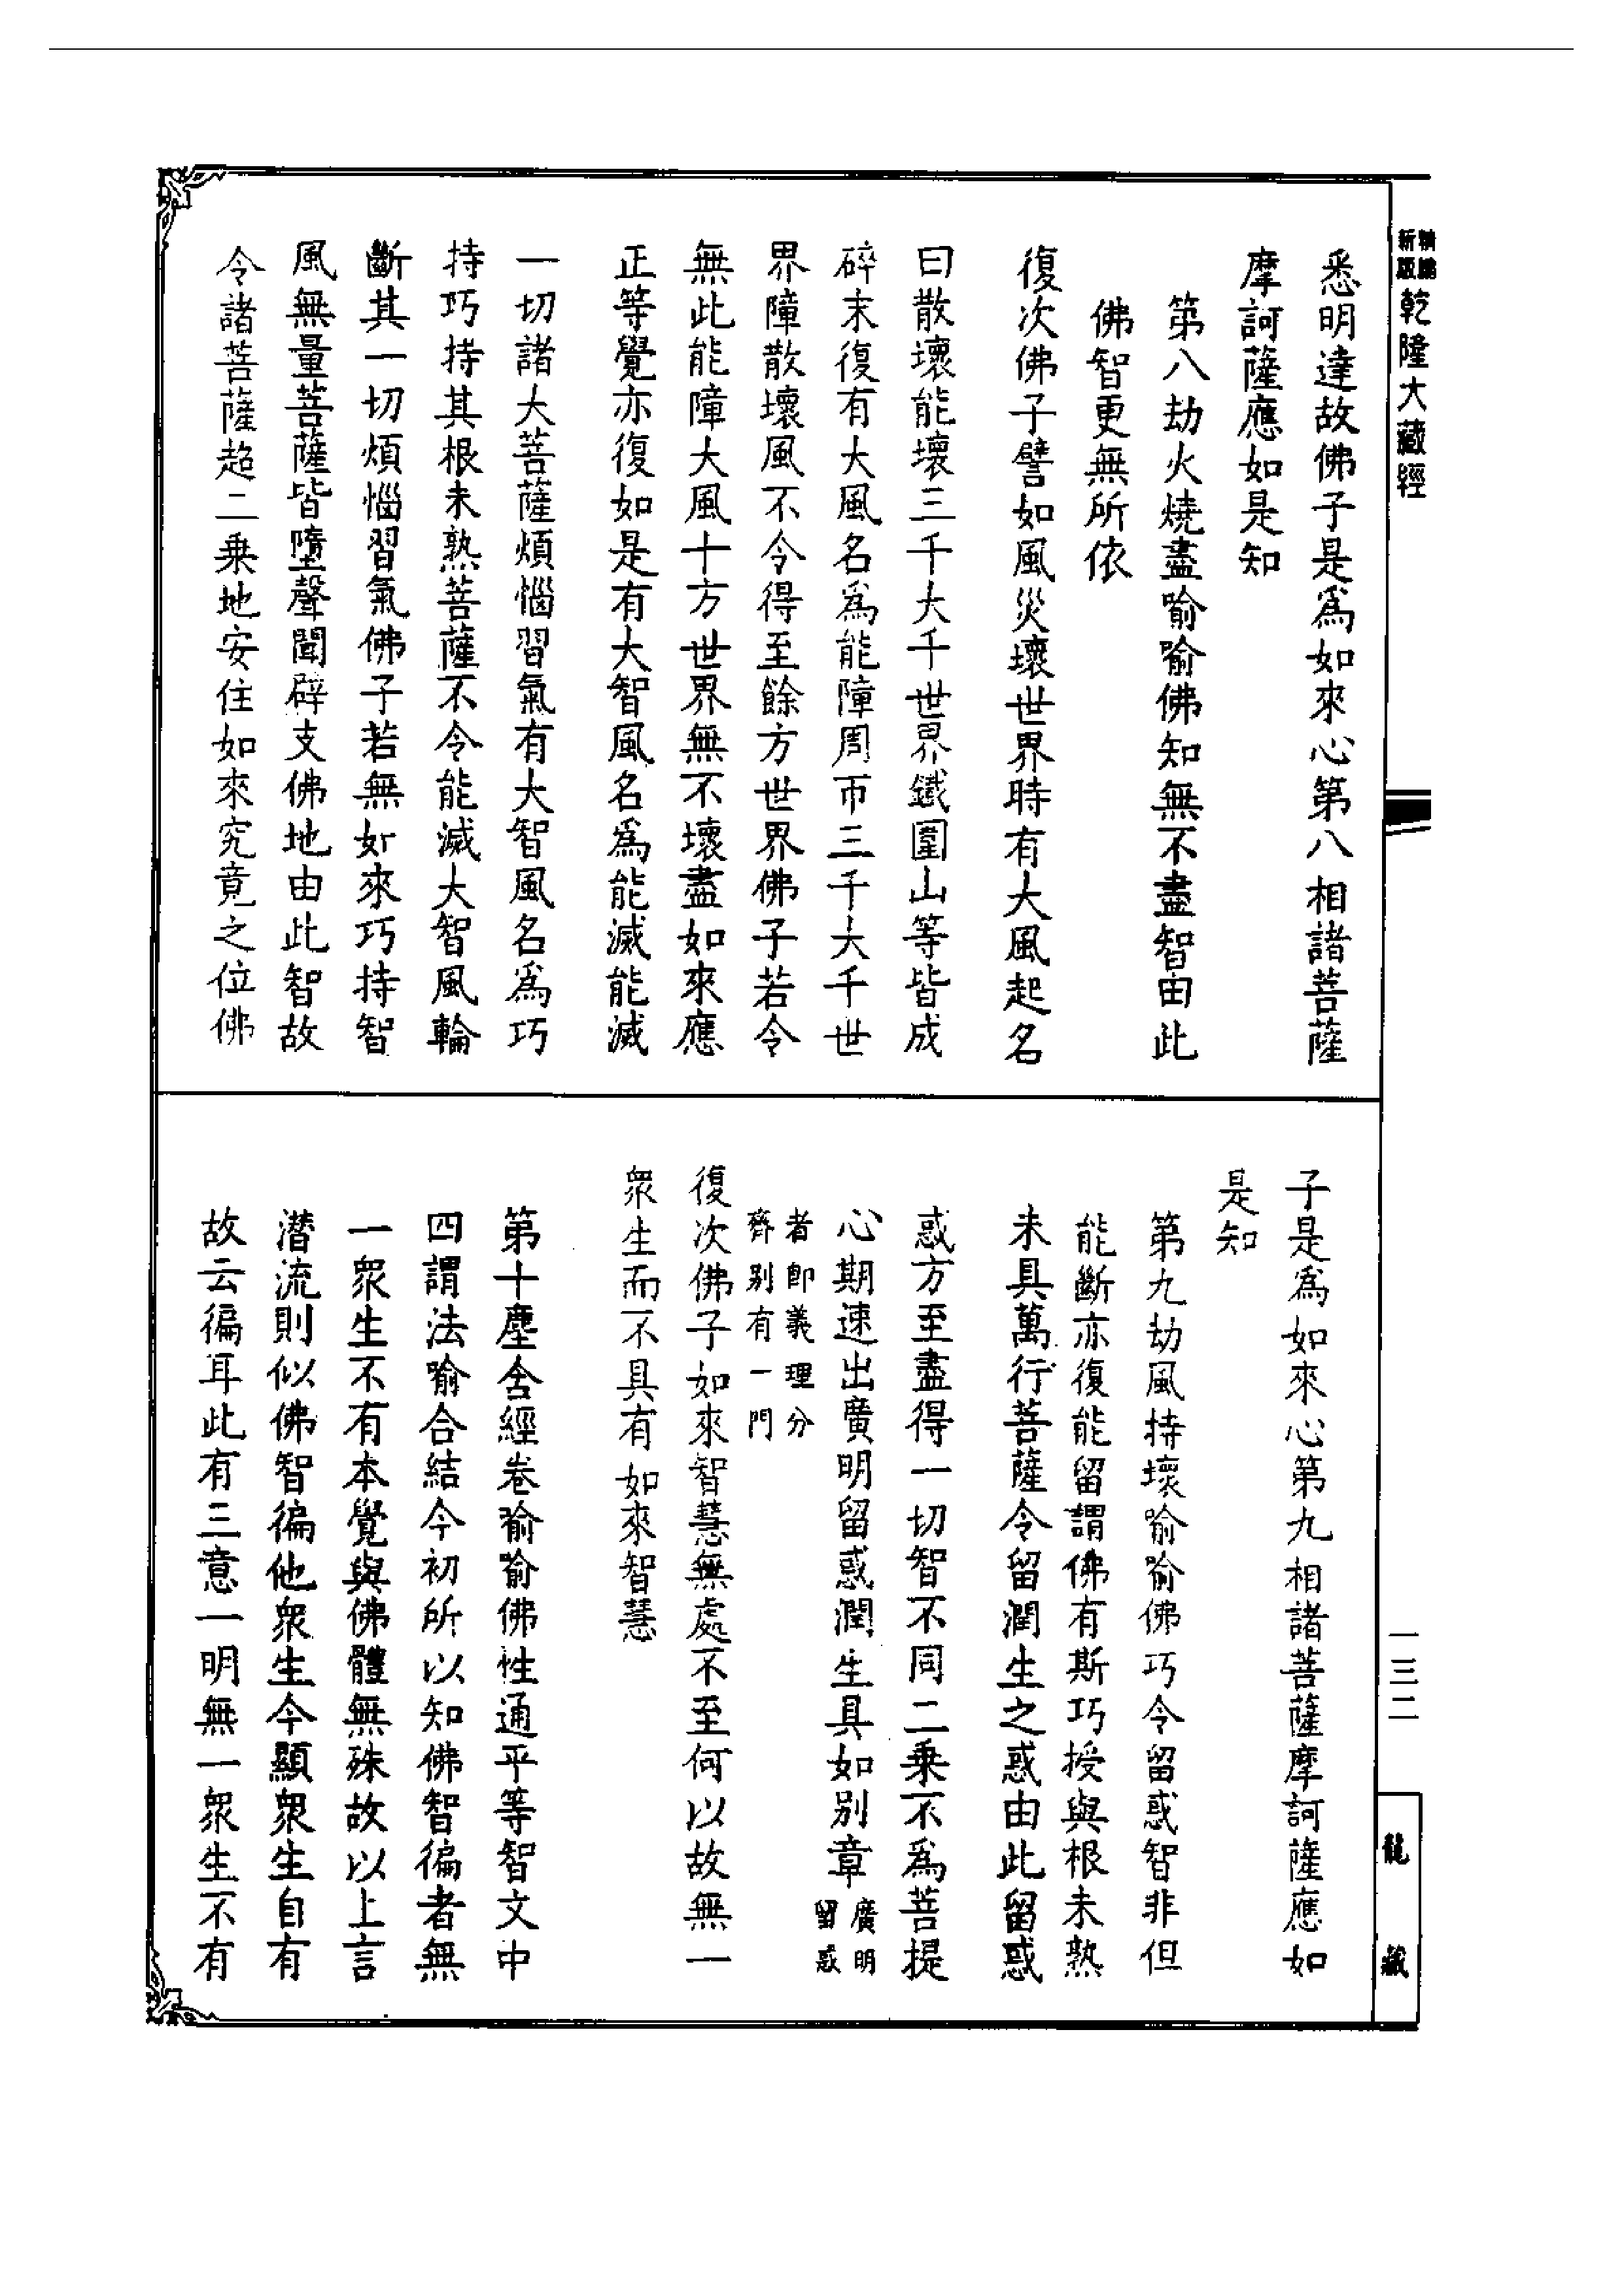 新版
乾隆大藏經
悉明達故佛子是爲如來心第八相諸菩薩
摩訶薩應如是知
第八劫火燒盡喻喻佛知無不盡智由此
佛智更無所依
復次佛子譬如風災壞世界時有大風起名
曰散壞能壞三千大千世界鐵圍山等皆成
碎末復有大風名爲能障周帀三千大千世
界障散壞風不令得至餘方世界佛子若令
無此能障大風十方世界無不壞盡如來應
正等覺亦復如是有大智風名爲能滅能滅
一切諸大菩薩煩惱習氣有大智風名爲巧
持巧持其根未熟菩薩不令能滅大智風輪
斷其一切煩惱習氣佛子若無如來巧持智
風無量菩薩皆墮聲聞辟支佛地由此智故
令諸菩薩超二乗地安住如來究竟之位佛
子是爲如來心第九相諸菩薩摩訶薩應如
是知
第九劫風持壞喻喻佛巧令留惑智非但
能斷亦復能留謂佛有斯巧授與根未熟
未具萬行菩薩令留潤生之惑由此留惑
惑方至盡得一切智不同二乗不爲菩提
心期速出廣明留惑潤生具如别章廣明
留惑
者即義理分
齊别有一門
復次佛子如來智慧無處不至何以故無一
衆生而不具有如來智慧
第十塵含經卷喻喻佛性通平等智文中
四謂法喻合結今初所以知佛智徧者無
一衆生不有本覺與佛體無殊故以上言
潛流則似佛智徧他衆生今顯衆生自有
故云徧耳此有三意一明無一衆生不有
一三二
龍藏